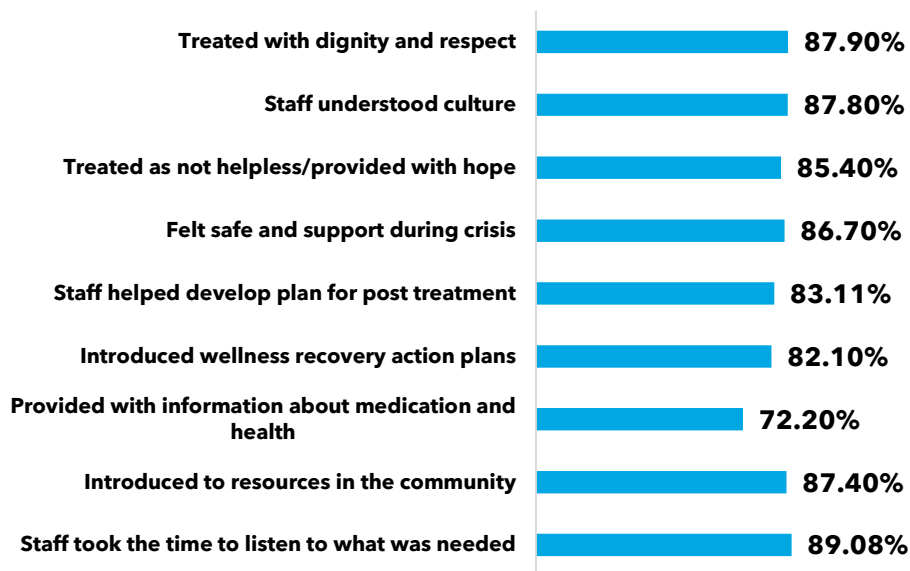 Treated with dignity and respect 87.90%
Staff understood culture 87.80%
Treated as not helpless/provided with hope 85.40%
Felt safe and support during crisis 86.70%
Staff helped develop plan for post treatment 83.11%
Introduced wellness recovery action plans 82.10%
Provided with information about medication and
health 72.20%
Introduced to resources in the community 87.40%
Staff took the time to listen to what was needed 89.08%